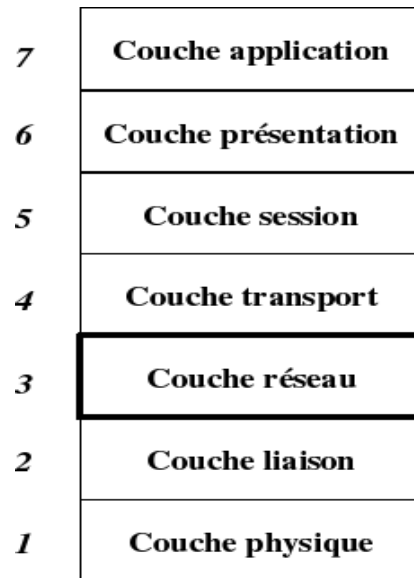 7 Couche application
6 Couche présentation
5 Couche session
4 Couche transport
3 Couche réseau
2 Couche liaison
1 Couche physique